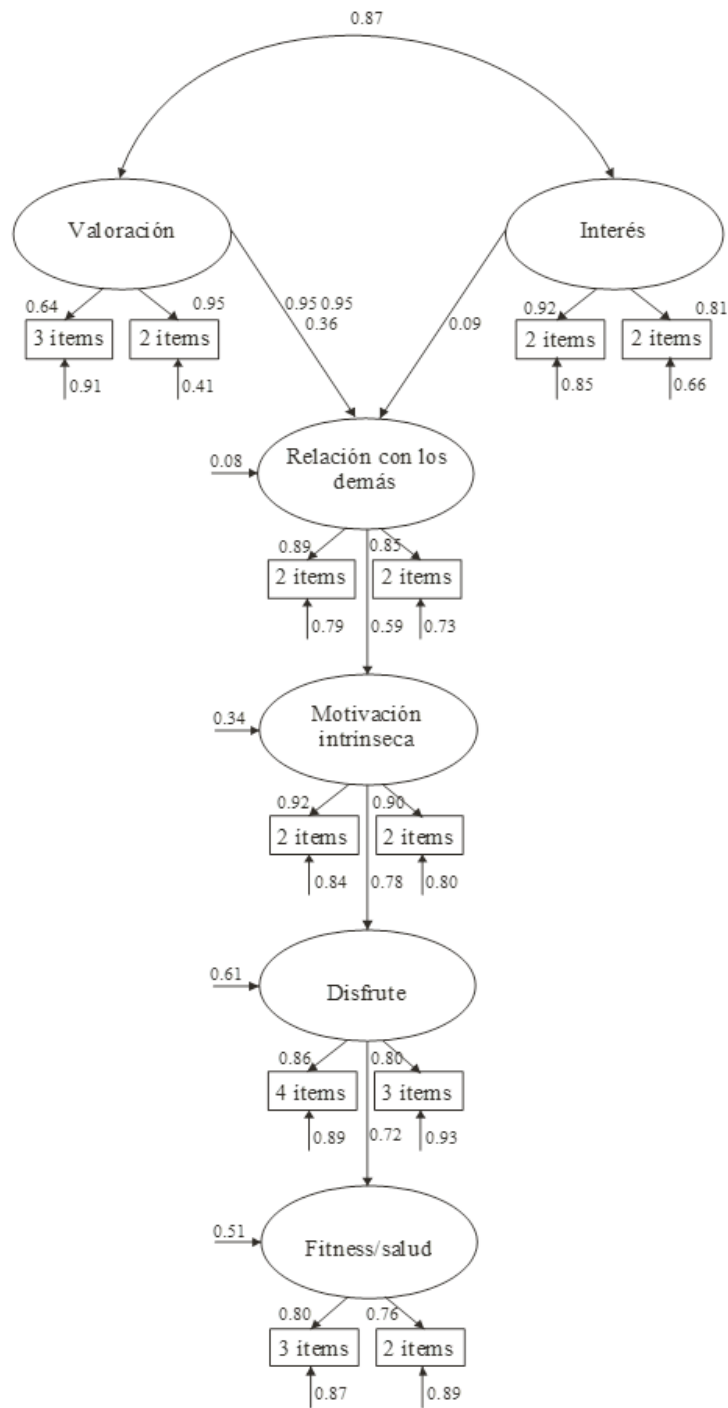 0.87
Valoración
Interés
0.64
0.95
0.95 0.95
0.36
0.09
0.92
0.81
3 items
2 items
2 items
2 items
0.91
0.41
0.85
0.66
0.08
Relación con los
demás
0.89
0.85
2 items
2 items
0.79
0.59
0.73
0.34
Motivación
intrínseca
0.92
0.90
2 items
2 items
0.84
0.78
0.80
0.61
Disfrute
0.86
0.80
4 items
3 items
0.89
0.72
0.93
0.51
Fitness/salud
0.80
0.76
3 items
2 items
0.87
0.89